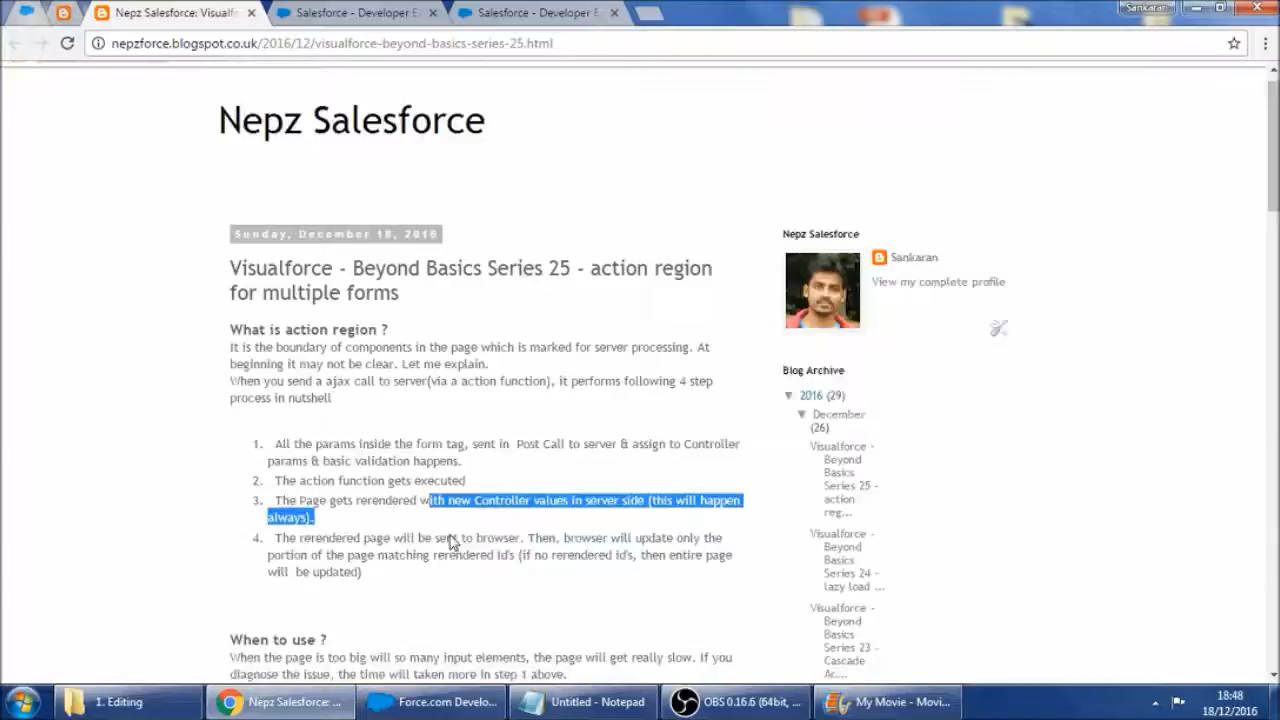 Nepz Salesforce: Visualf
Salesforce - Developer E
Salesforce - Developer E
Sankaran
nepzforce.blogspot.co.uk/2016/12/visualforce-beyond-basics-series-25.html
Nepz Salesforce
Sunday, December 18, 2016
Visualforce - Beyond Basics Series 25 - action region
for multiple forms
What is action region ?
It is the boundary of components in the page which is marked for server processing. At
beginning it may not be clear. Let me explain.
When you send a ajax call to server(via a action function), it performs following 4 step
process in nutshell
1. All the params inside the form tag, sent in Post Call to server & assign to Controller
params & basic validation happens.
2. The action function gets executed
3. The Page gets rerendered with new Controller values in server side (this will happen
always).
4. The rerendered page will be sent to browser. Then, browser will update only the
portion of the page matching rerendered Id's (if no rerendered id's, then entire page
will be updated)
When to use ?
When the page is too big will so many input elements, the page will get really slow. If you
diagnose the issue, the time will taken more in step 1 above.
Nepz Salesforce
Sankaran
View my complete profile
Blog Archive
▼ 2016 (29)
▼ December
(26)
Visualforce -
Beyond
Basics
Series 25 -
action
reg...
Visualforce -
Beyond
Basics
Series 24 -
lazy load ...
Visualforce -
Beyond
Basics
Series 23 -
Cascade
Ac...
1. Editing
Nepz Salesforce: ...
Force.com Develo...
Untitled - Notepad
OBS 0.16.6 (64bit, ...
My Movie - Movi...
18:48
18/12/2016